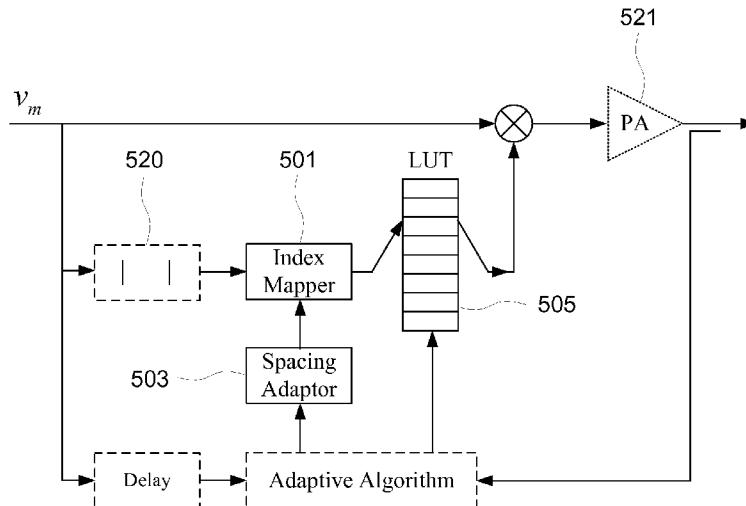 521
v_m
PA
520
501
LUT
| |
Index
Mapper
505
503
Spacing
Adaptor
Delay
Adaptive Algorithm